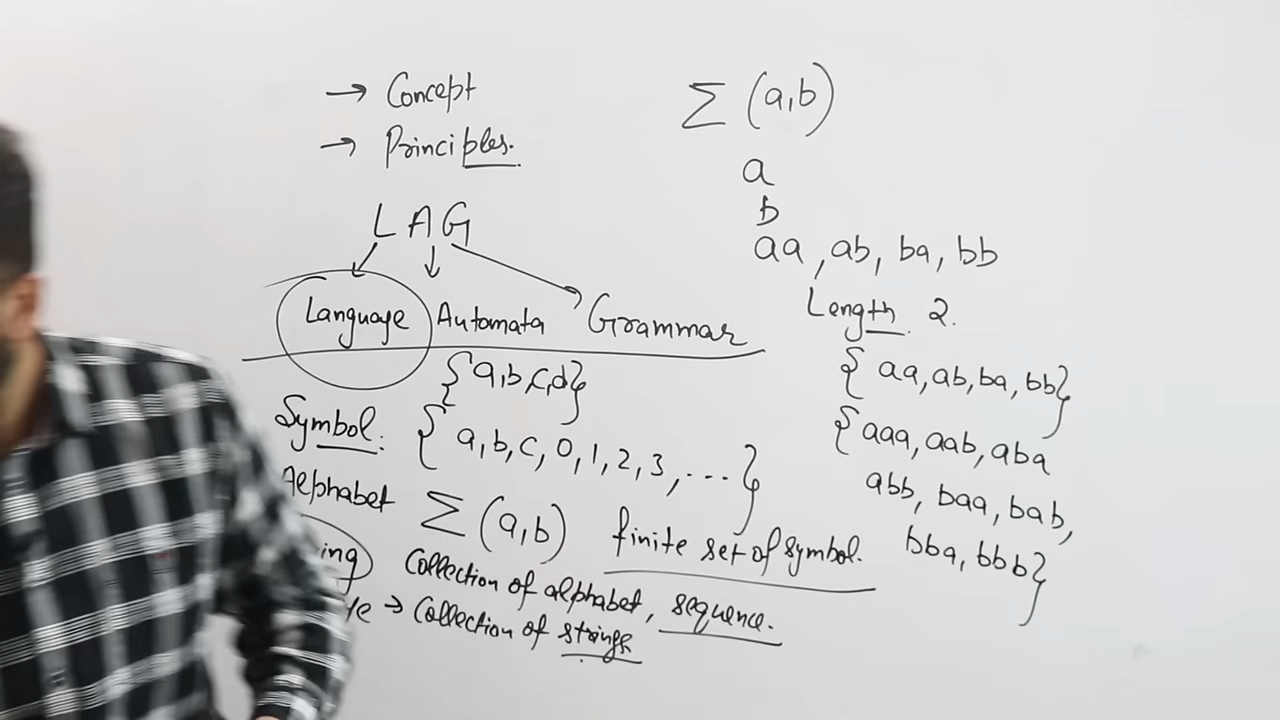 → Concept
→ Principles.
LAG
Language Automata Grammar
{a,b,c,d}
Symbol: {a, b, c, 0, 1, 2, 3, ...}
Alphabet Σ (a,b) finite set of symbol.
ing Collection of alphabet, sequence.
→ Collection of strings
Σ (a,b)
a
b
aa, ab, ba, bb
Length 2.
{aa, ab, ba, bb}
{aaa, aab, aba
abb, baa, bab,
bba, bbb}